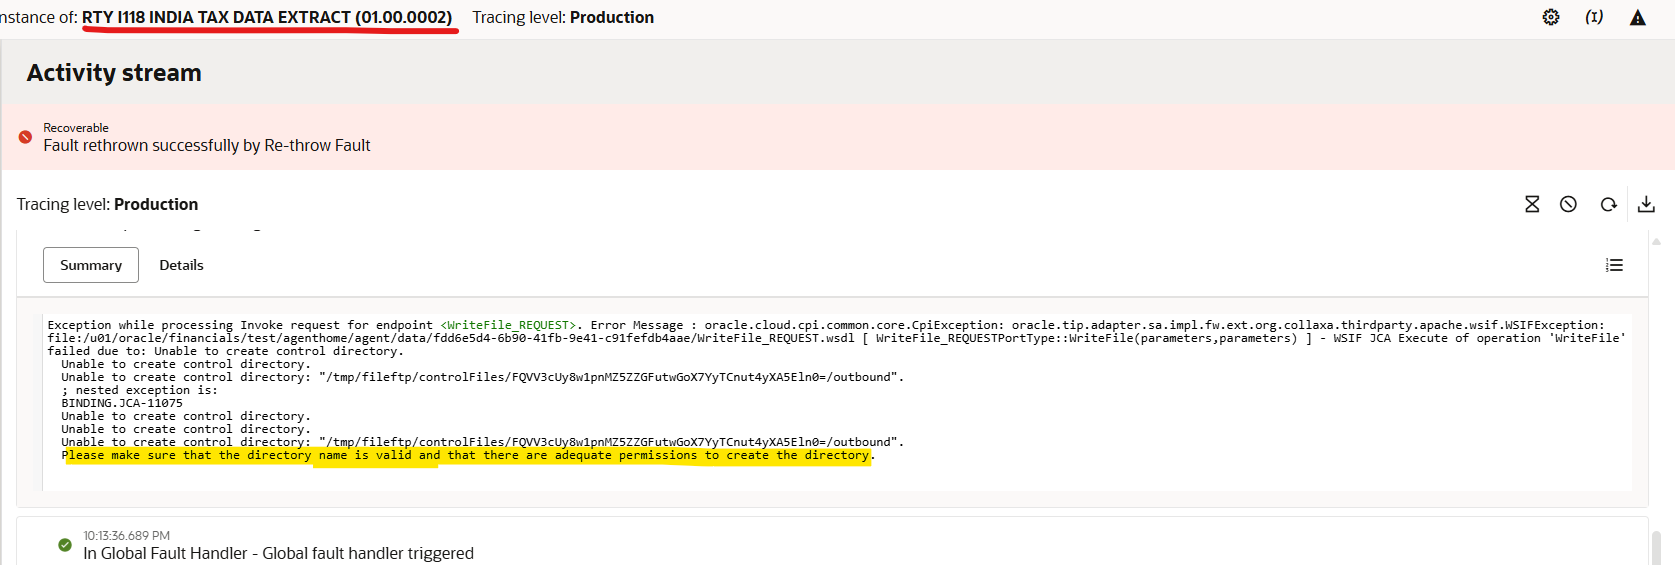 nstance of: RTY I118 INDIA TAX DATA EXTRACT (01.00.0002) Tracing level: Production
Activity stream
Recoverable
Fault rethrown successfully by Re-throw Fault
Tracing level: Production
Summary Details
Exception while processing Invoke request for endpoint <WriteFile_REQUEST>. Error Message : oracle.cloud.cpi.common.core.CpiException: oracle.tip.adapter.sa.impl.fw.ext.org.collaxa.thirdparty.apache.wsif.WSIFException:
file:/u01/oracle/financials/test/agenthome/agent/data/fdd6e5d4-6b90-41fb-9e41-c91fefdb4aae/WriteFile_REQUEST.wsdl [ WriteFile_REQUESTPortType::WriteFile(parameters,parameters) ] - WSIF JCA Execute of operation 'WriteFile'
failed due to: Unable to create control directory.
Unable to create control directory.
Unable to create control directory: "/tmp/fileftp/controlFiles/FQVV3cUy8w1pnMZ5ZZGFutwGoX7YyTCnut4yXA5Eln0=/outbound".
; nested exception is:
BINDING.JCA-11075
Unable to create control directory.
Unable to create control directory.
Unable to create control directory: "/tmp/fileftp/controlFiles/FQVV3cUy8w1pnMZ5ZZGFutwGoX7YyTCnut4yXA5Eln0=/outbound".
Please make sure that the directory name is valid and that there are adequate permissions to create the directory.
10:13:36.689 PM
In Global Fault Handler - Global fault handler triggered